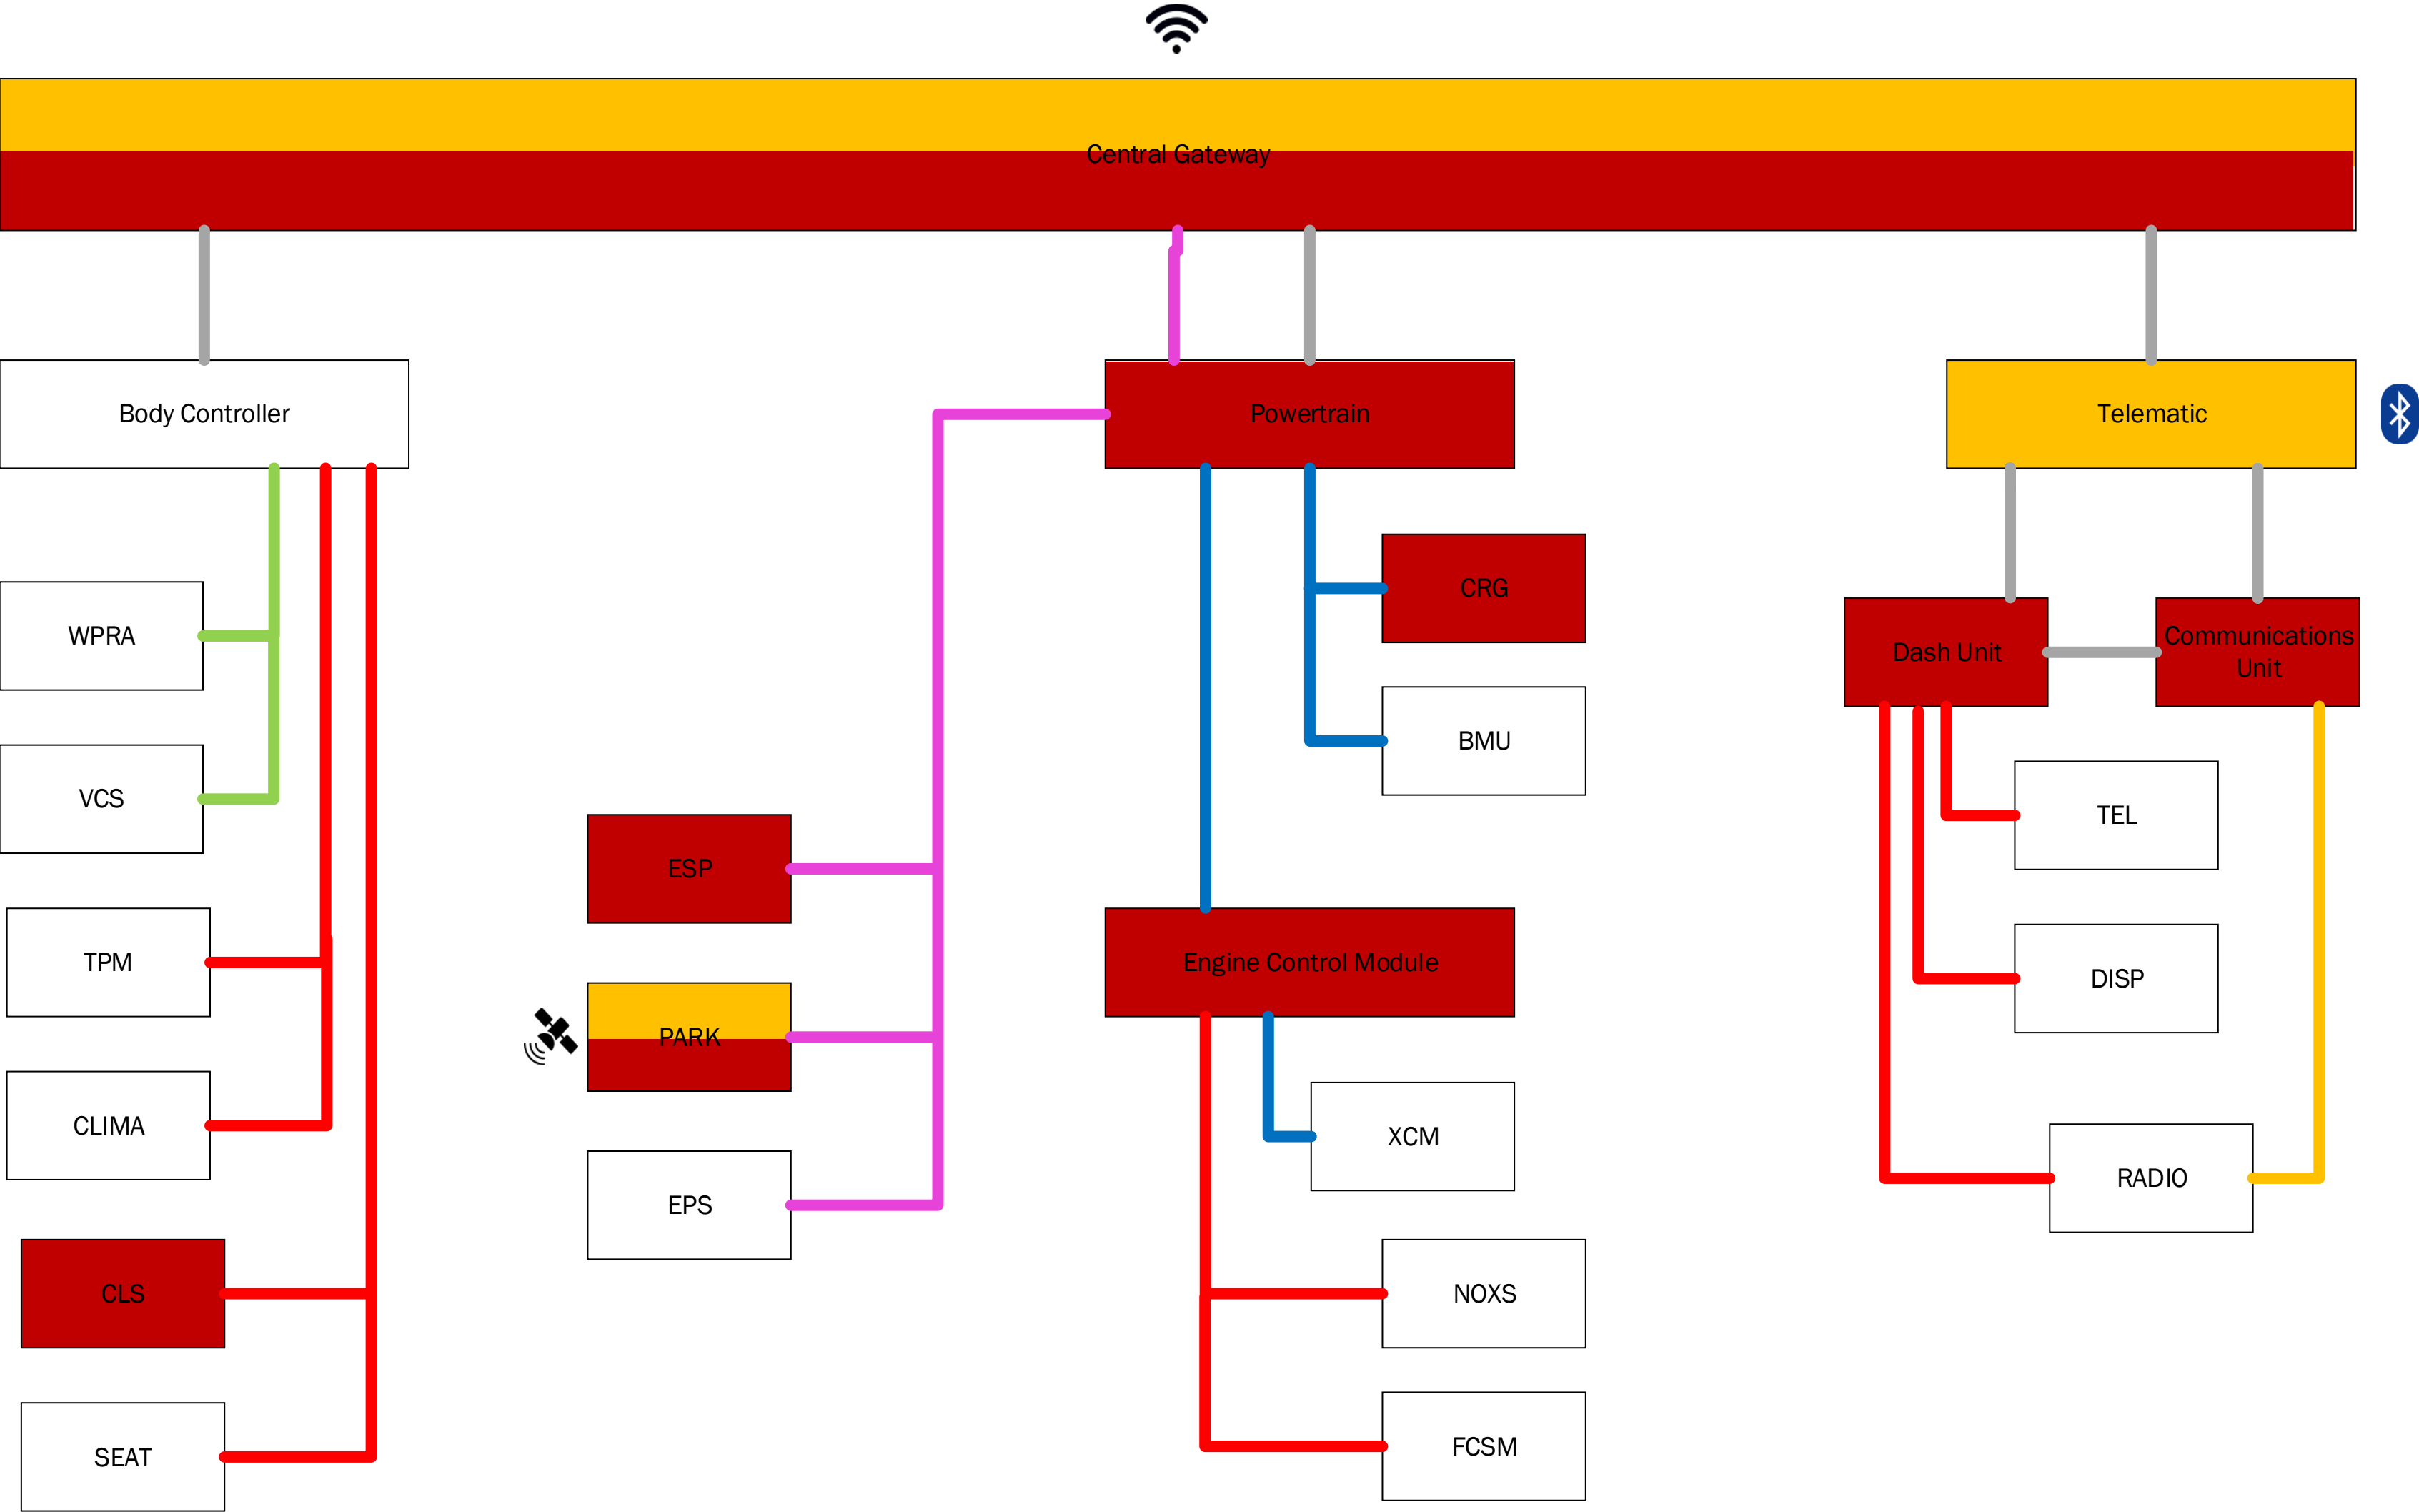 Central Gateway
Body Controller
Powertrain
Telematic
CRG
WPRA
Dash Unit
Communications
Unit
BMU
VCS
TEL
ESP
TPM
Engine Control Module
DISP
PARK
CLIMA
XCM
RADIO
EPS
CLS
NOXS
FCSM
SEAT